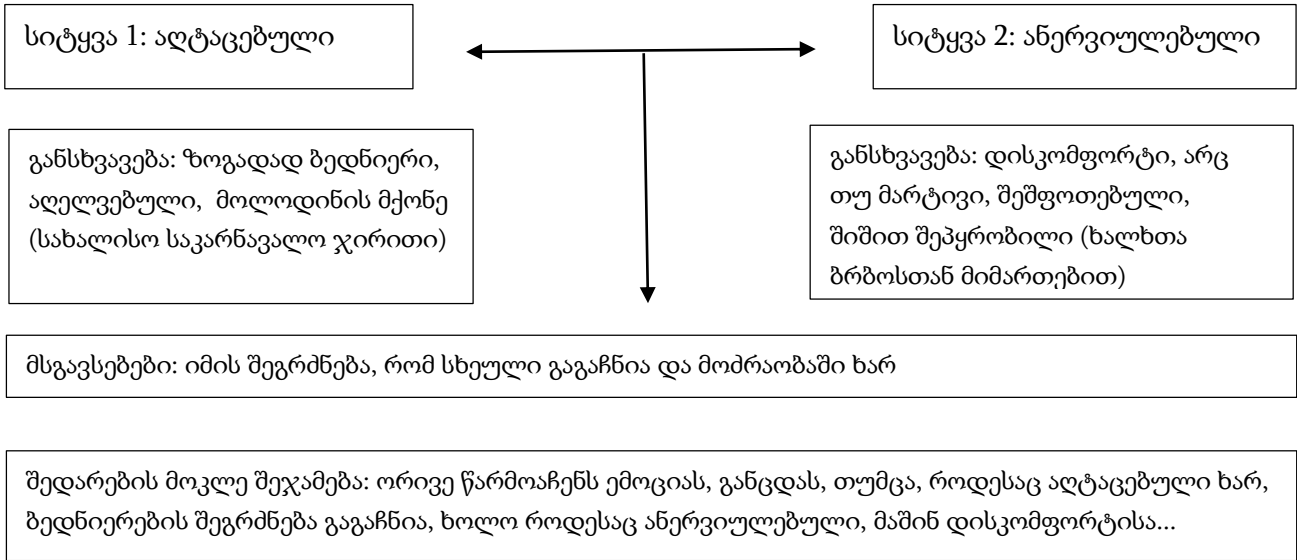 სიტყვა 1: აღტაცებული
სიტყვა 2: ანერვიულებული
განსხვავება: ზოგადად ბედნიერი,
აღელვებული, მოლოდინის მქონე
(სახალისო საკარნავალო ჯირითი)
განსხვავება: დისკომფორტი, არც
თუ მარტივი, შეშფოთებული,
შიშით შეპყრობილი (ხალხთა
ბრბოსთან მიმართებით)
მსგავსებები: იმის შეგრძნება, რომ სხეული გაგაჩნია და მოძრაობაში ხარ
შედარების მოკლე შეჯამება: ორივე წარმოაჩენს ემოციას, განცდას, თუმცა, როდესაც აღტაცებული ხარ,
ბედნიერების შეგრძნება გაგაჩნია, ხოლო როდესაც ანერვიულებული, მაშინ დისკომფორტისა...